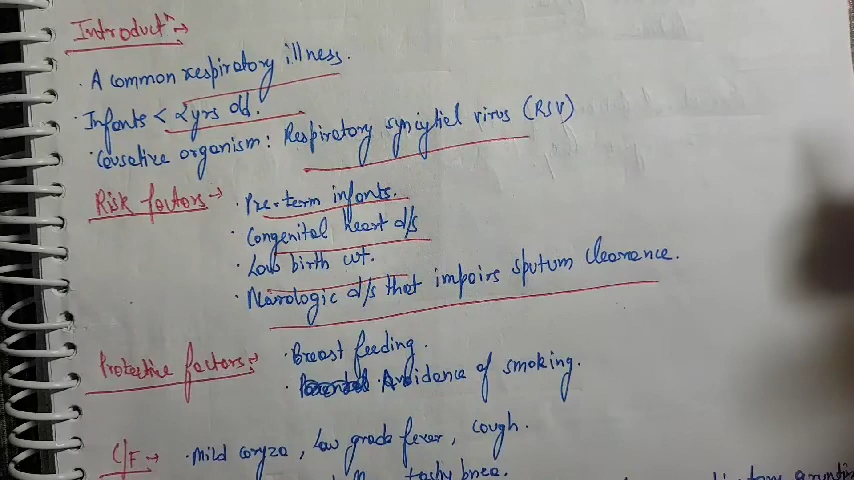 Introductⁿ →
· A common respiratory illness.
· Infants < 2yrs old.
· Causative organism: Respiratory syncytial virus (RSV)
Risk factors → · Pre-term infants.
· Congenital heart d/s
· Low birth wt.
· Neurologic d/s that impairs sputum clearance.
Protective factors → · Breast feeding.
· Avoidance of smoking.
C/F → · Mild coryza, low grade fever, cough.
tachypnea.